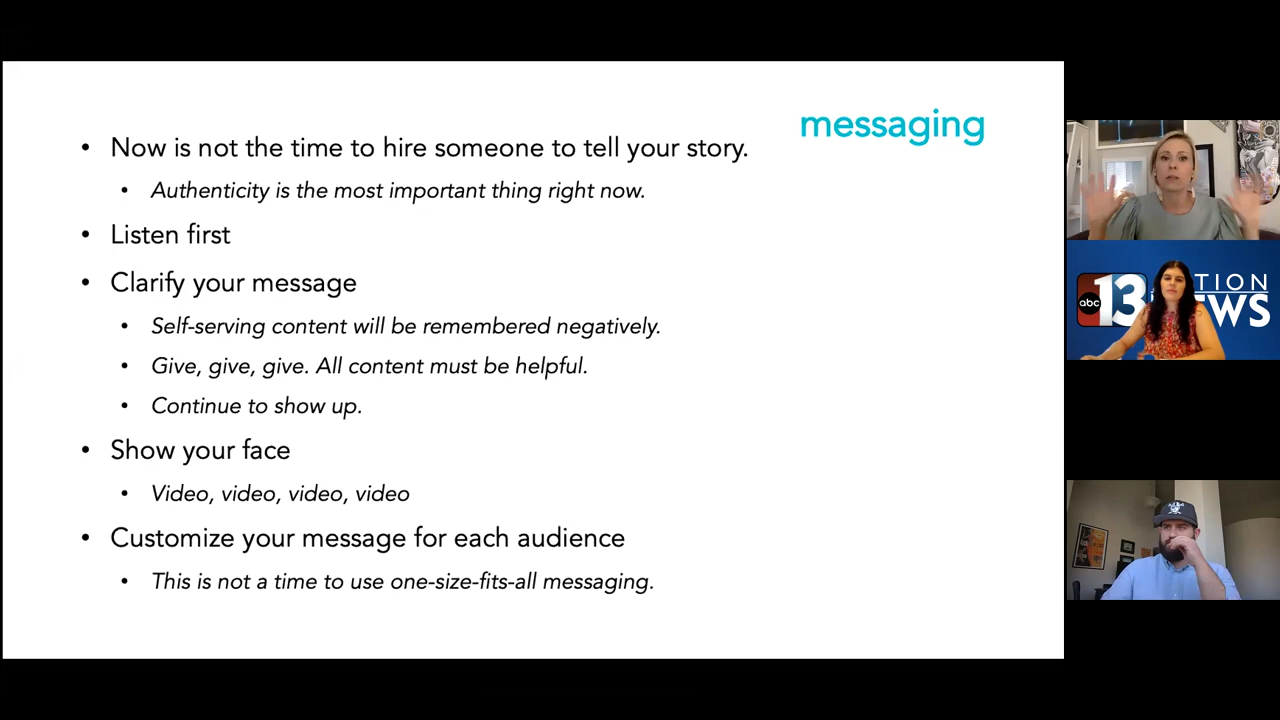 messaging
• Now is not the time to hire someone to tell your story.
• Authenticity is the most important thing right now.
• Listen first
• Clarify your message
• Self-serving content will be remembered negatively.
• Give, give, give. All content must be helpful.
• Continue to show up.
• Show your face
• Video, video, video, video
• Customize your message for each audience
• This is not a time to use one-size-fits-all messaging.
abc 13
TION
EWS